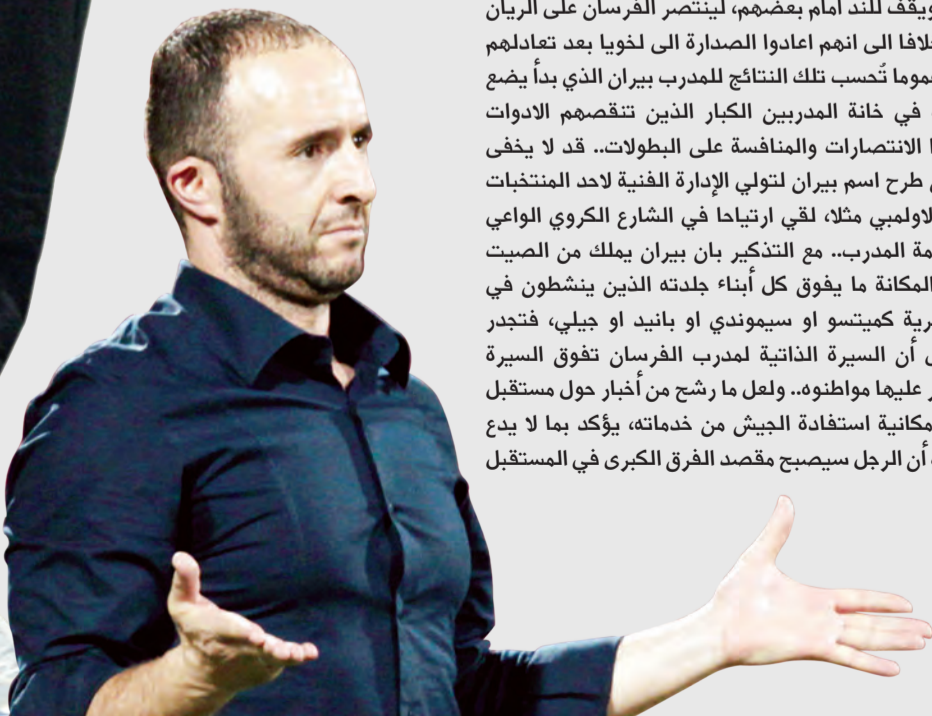 ويقف للند امام بعضهم، لينتصر الفرسان على الريان
خلافا الى انهم اعادوا الصدارة الى لخويا بعد تعادلهم
عموما تُحسب تلك النتائج للمدرب بيران الذي بدأ يضع
في خانة المدربين الكبار الذين تنقصهم الادوات
الانتصارات والمنافسة على البطولات.. قد لا يخفى
طرح اسم بيران لتولي الإدارة الفنية لاحد المنتخبات
الاولمبي مثلا، لقي ارتياحا في الشارع الكروي الواعي
المدرب.. مع التذكير بان بيران يملك من الصيت
المكانة ما يفوق كل أبناء جلدته الذين ينشطون في
كميتسو او سيموندي او بانيد او جيلي، فتجدر
أن السيرة الذاتية لمدرب الفرسان تفوق السيرة
عليها مواطنوه.. ولعل ما رشح من أخبار حول مستقبل
استفادة الجيش من خدماته، يؤكد بما لا يدع
أن الرجل سيصبح مقصد الفرق الكبرى في المستقبل